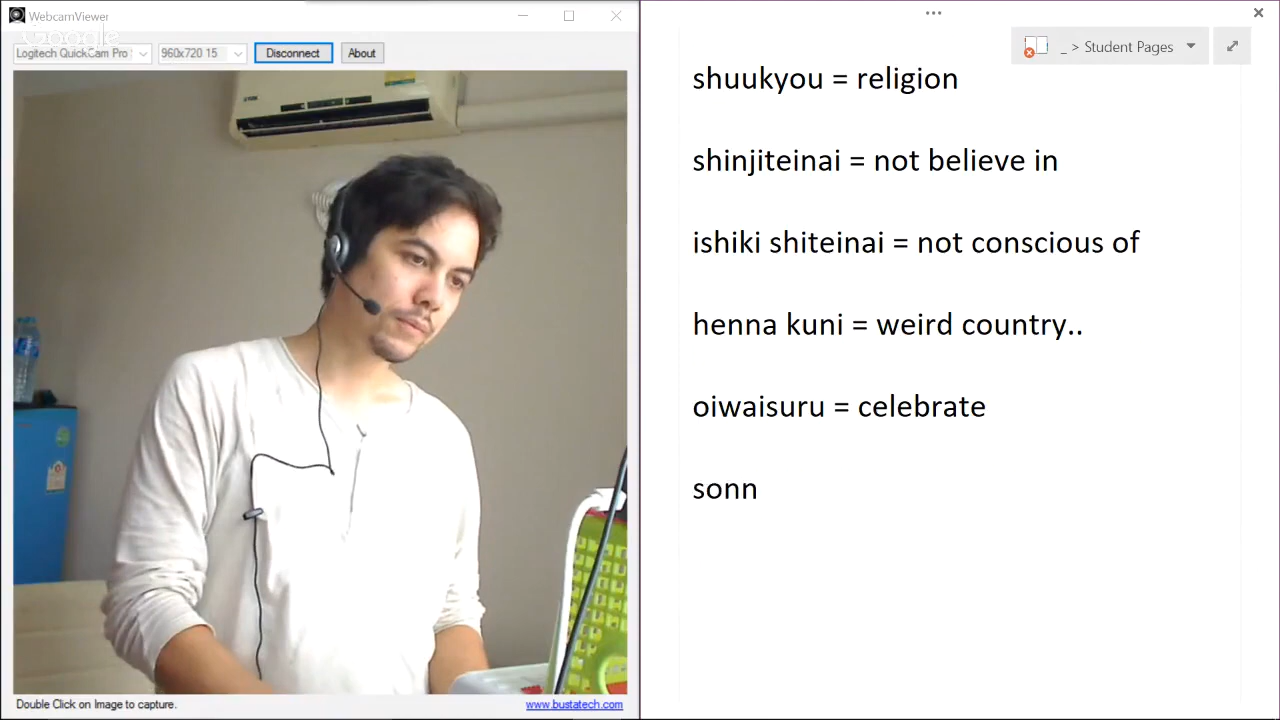 WebcamViewer
Google
Logitech QuickCam Pro
960x720 15
Disconnect
About
Double Click on Image to capture.
www.bustatech.com
_ > Student Pages
shuukyou = religion
shinjiteinai = not believe in
ishiki shiteinai = not conscious of
henna kuni = weird country..
oiwaisuru = celebrate
sonn